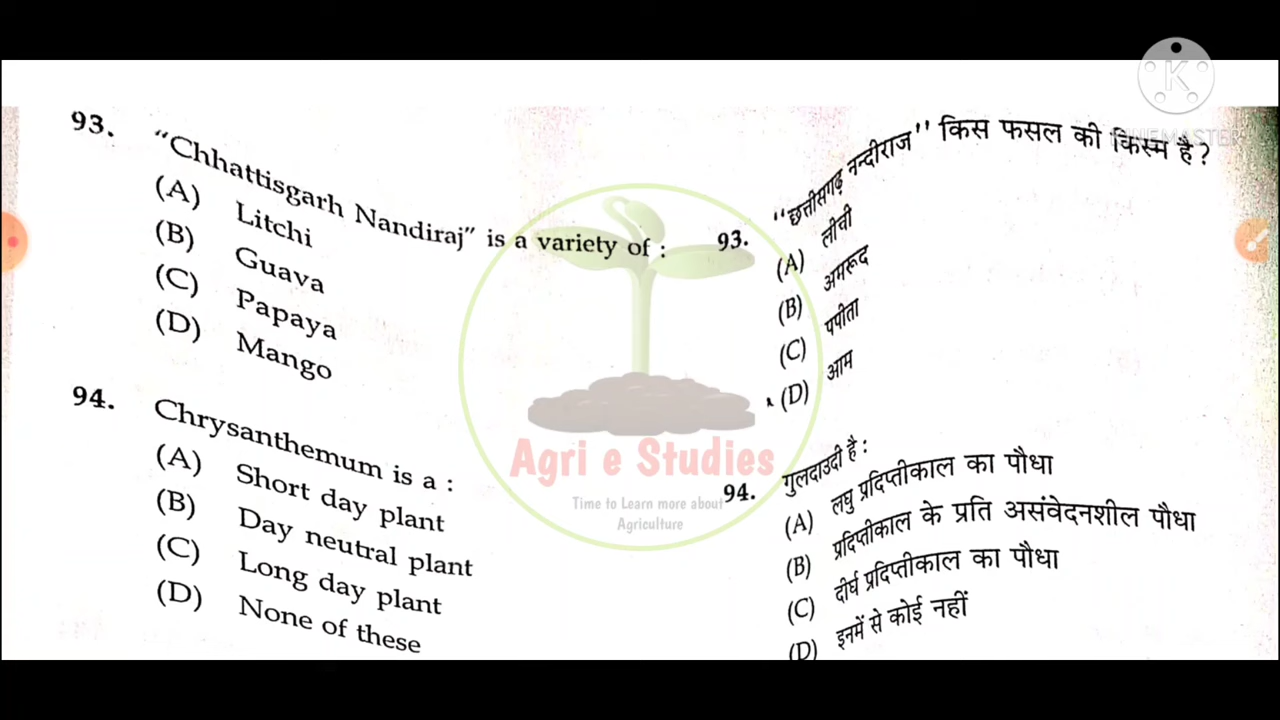 93. "Chhattisgarh Nandiraj" is a variety of :
(A) Litchi
(B) Guava
(C) Papaya
(D) Mango
94. Chrysanthemum is a :
(A) Short day plant
(B) Day neutral plant
(C) Long day plant
(D) None of these
93. "छत्तीसगढ़ नन्दीराज" किस फसल की किस्म है ?
(A) लीची
(B) अमरूद
(C) पपीता
(D) आम
94. गुलदाउदी है :
(A) लघु प्रदिप्तीकाल का पौधा
(B) प्रदिप्तीकाल के प्रति असंवेदनशील पौधा
(C) दीर्घ प्रदिप्तीकाल का पौधा
(D) इनमें से कोई नहीं
Agri e Studies
Time to Learn more about
Agriculture
K
KINEMASTER